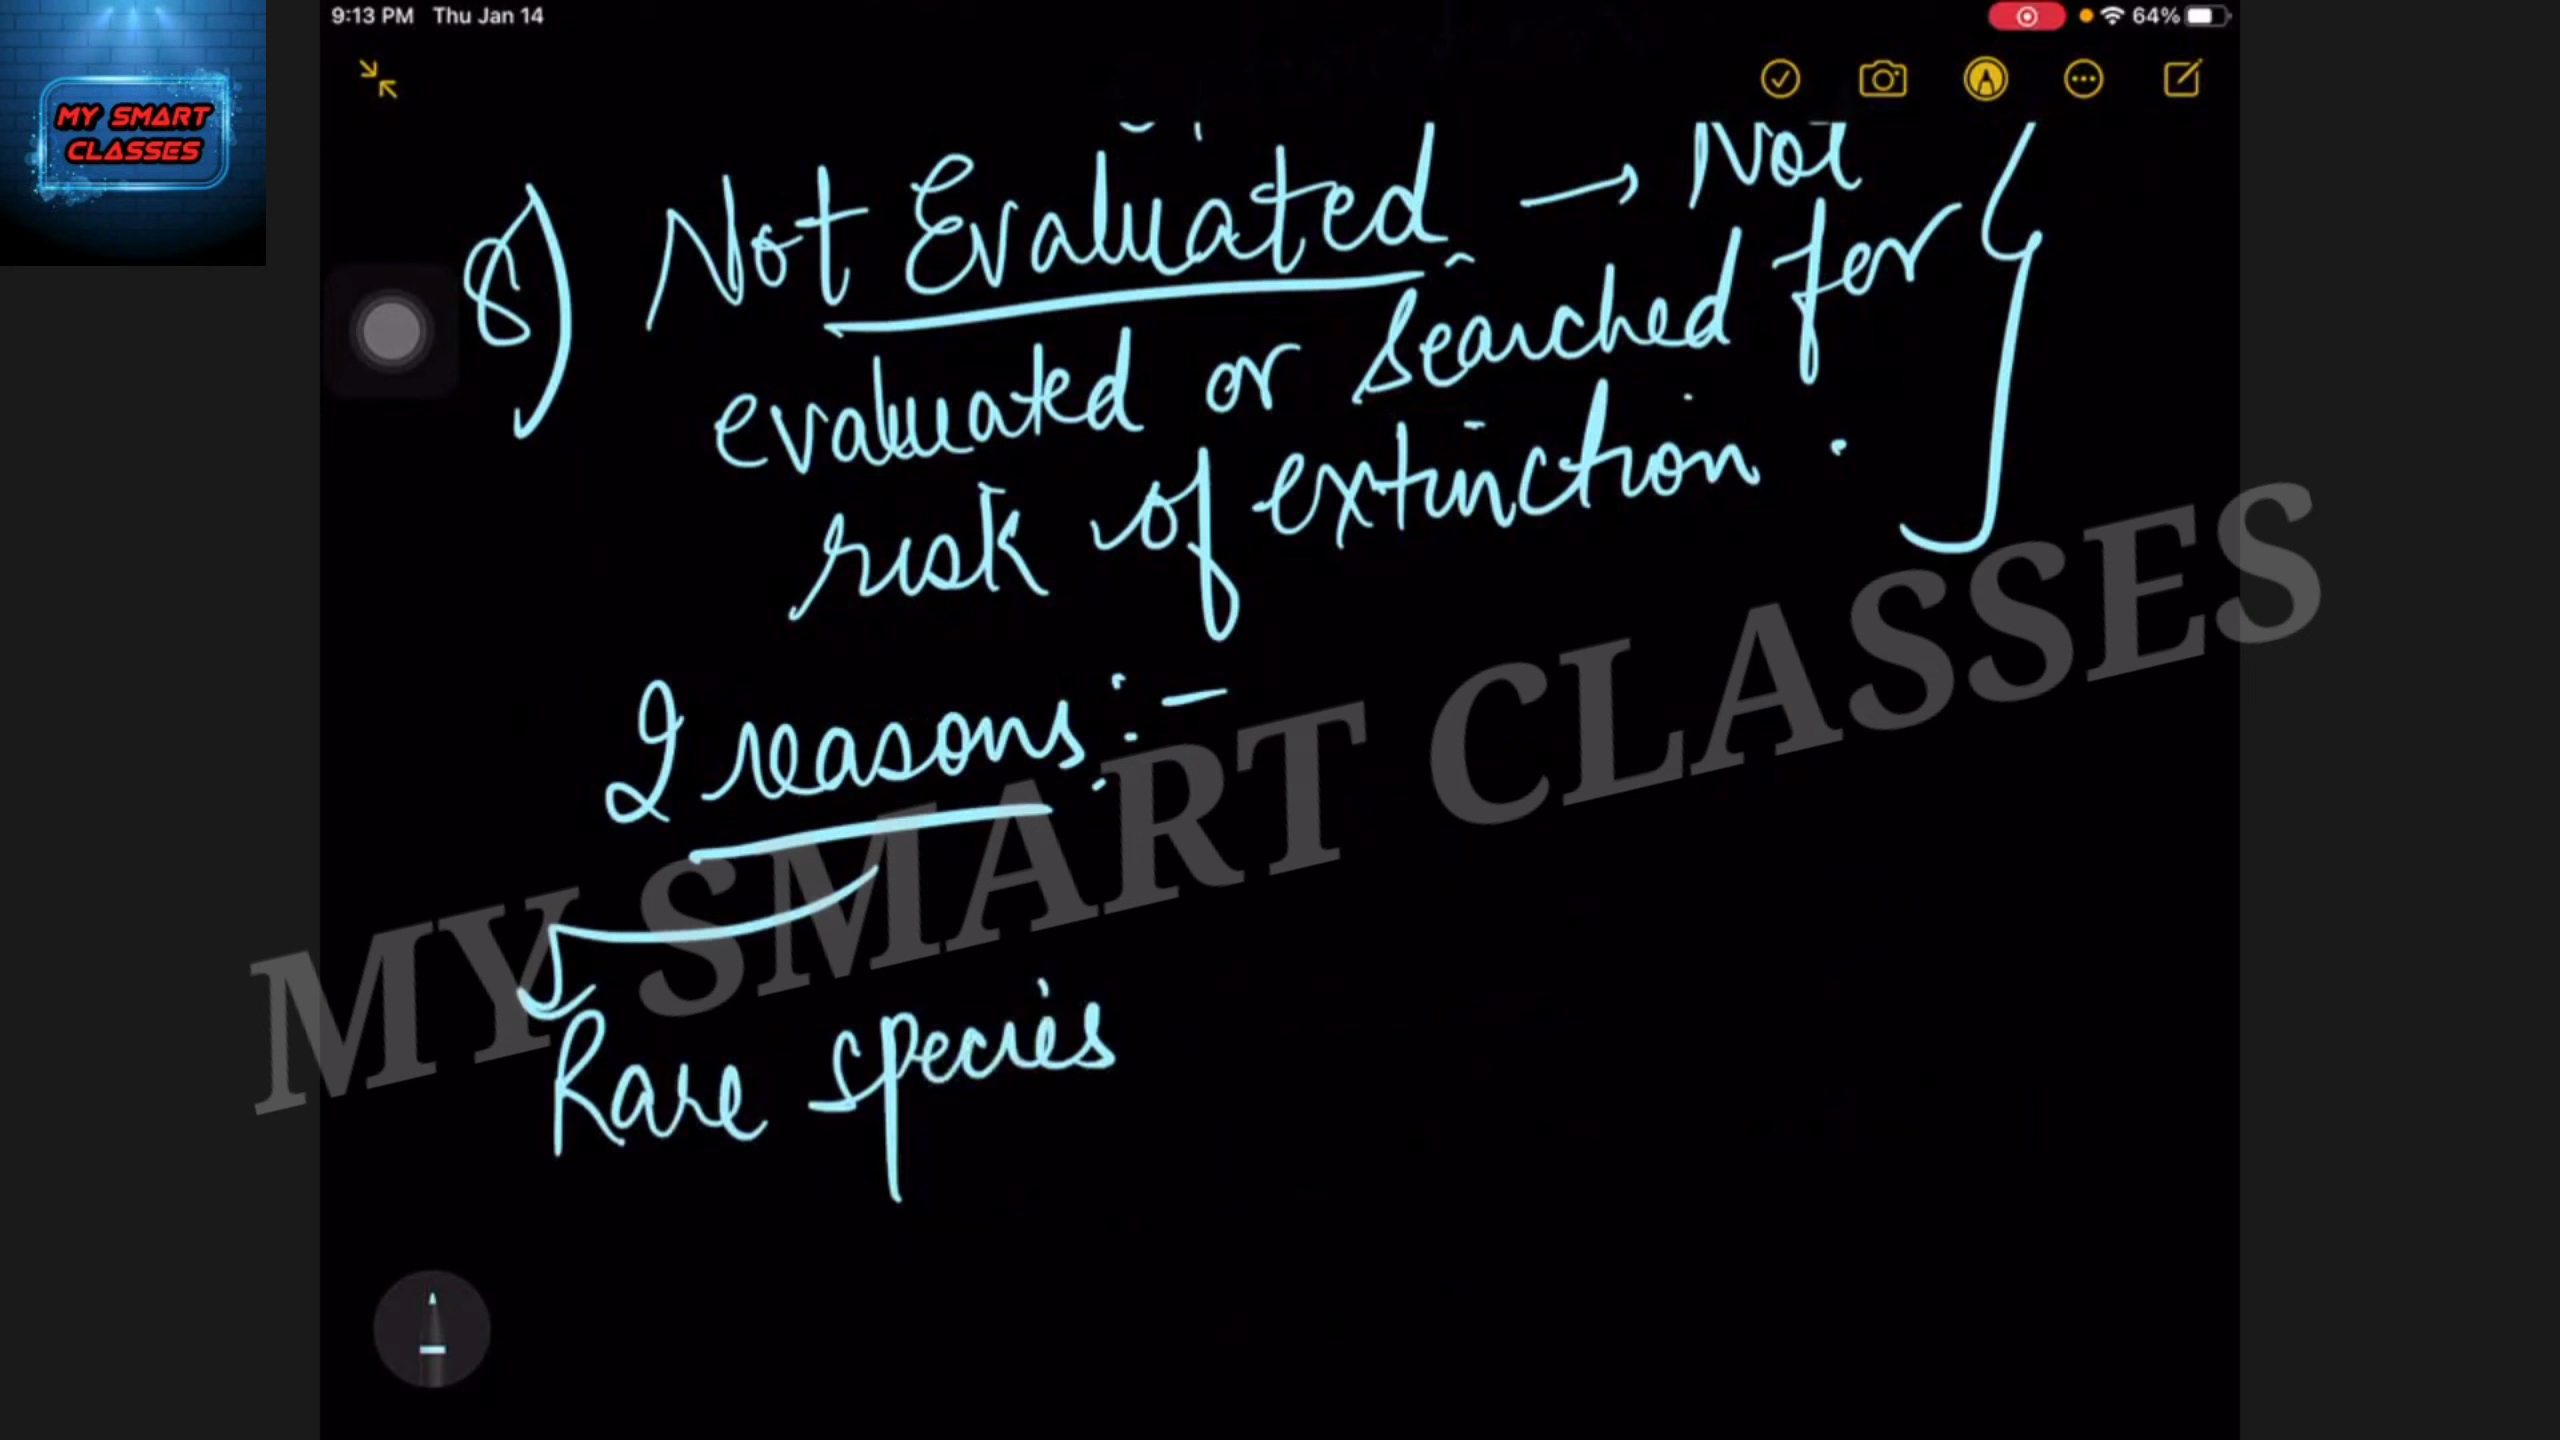 9:13 PM Thu Jan 14
64%
MY SMART
CLASSES
8) Not Evaluated → Not
evaluated or searched for
risk of extinction.
2 reasons:-
Rare species
MY SMART CLASSES